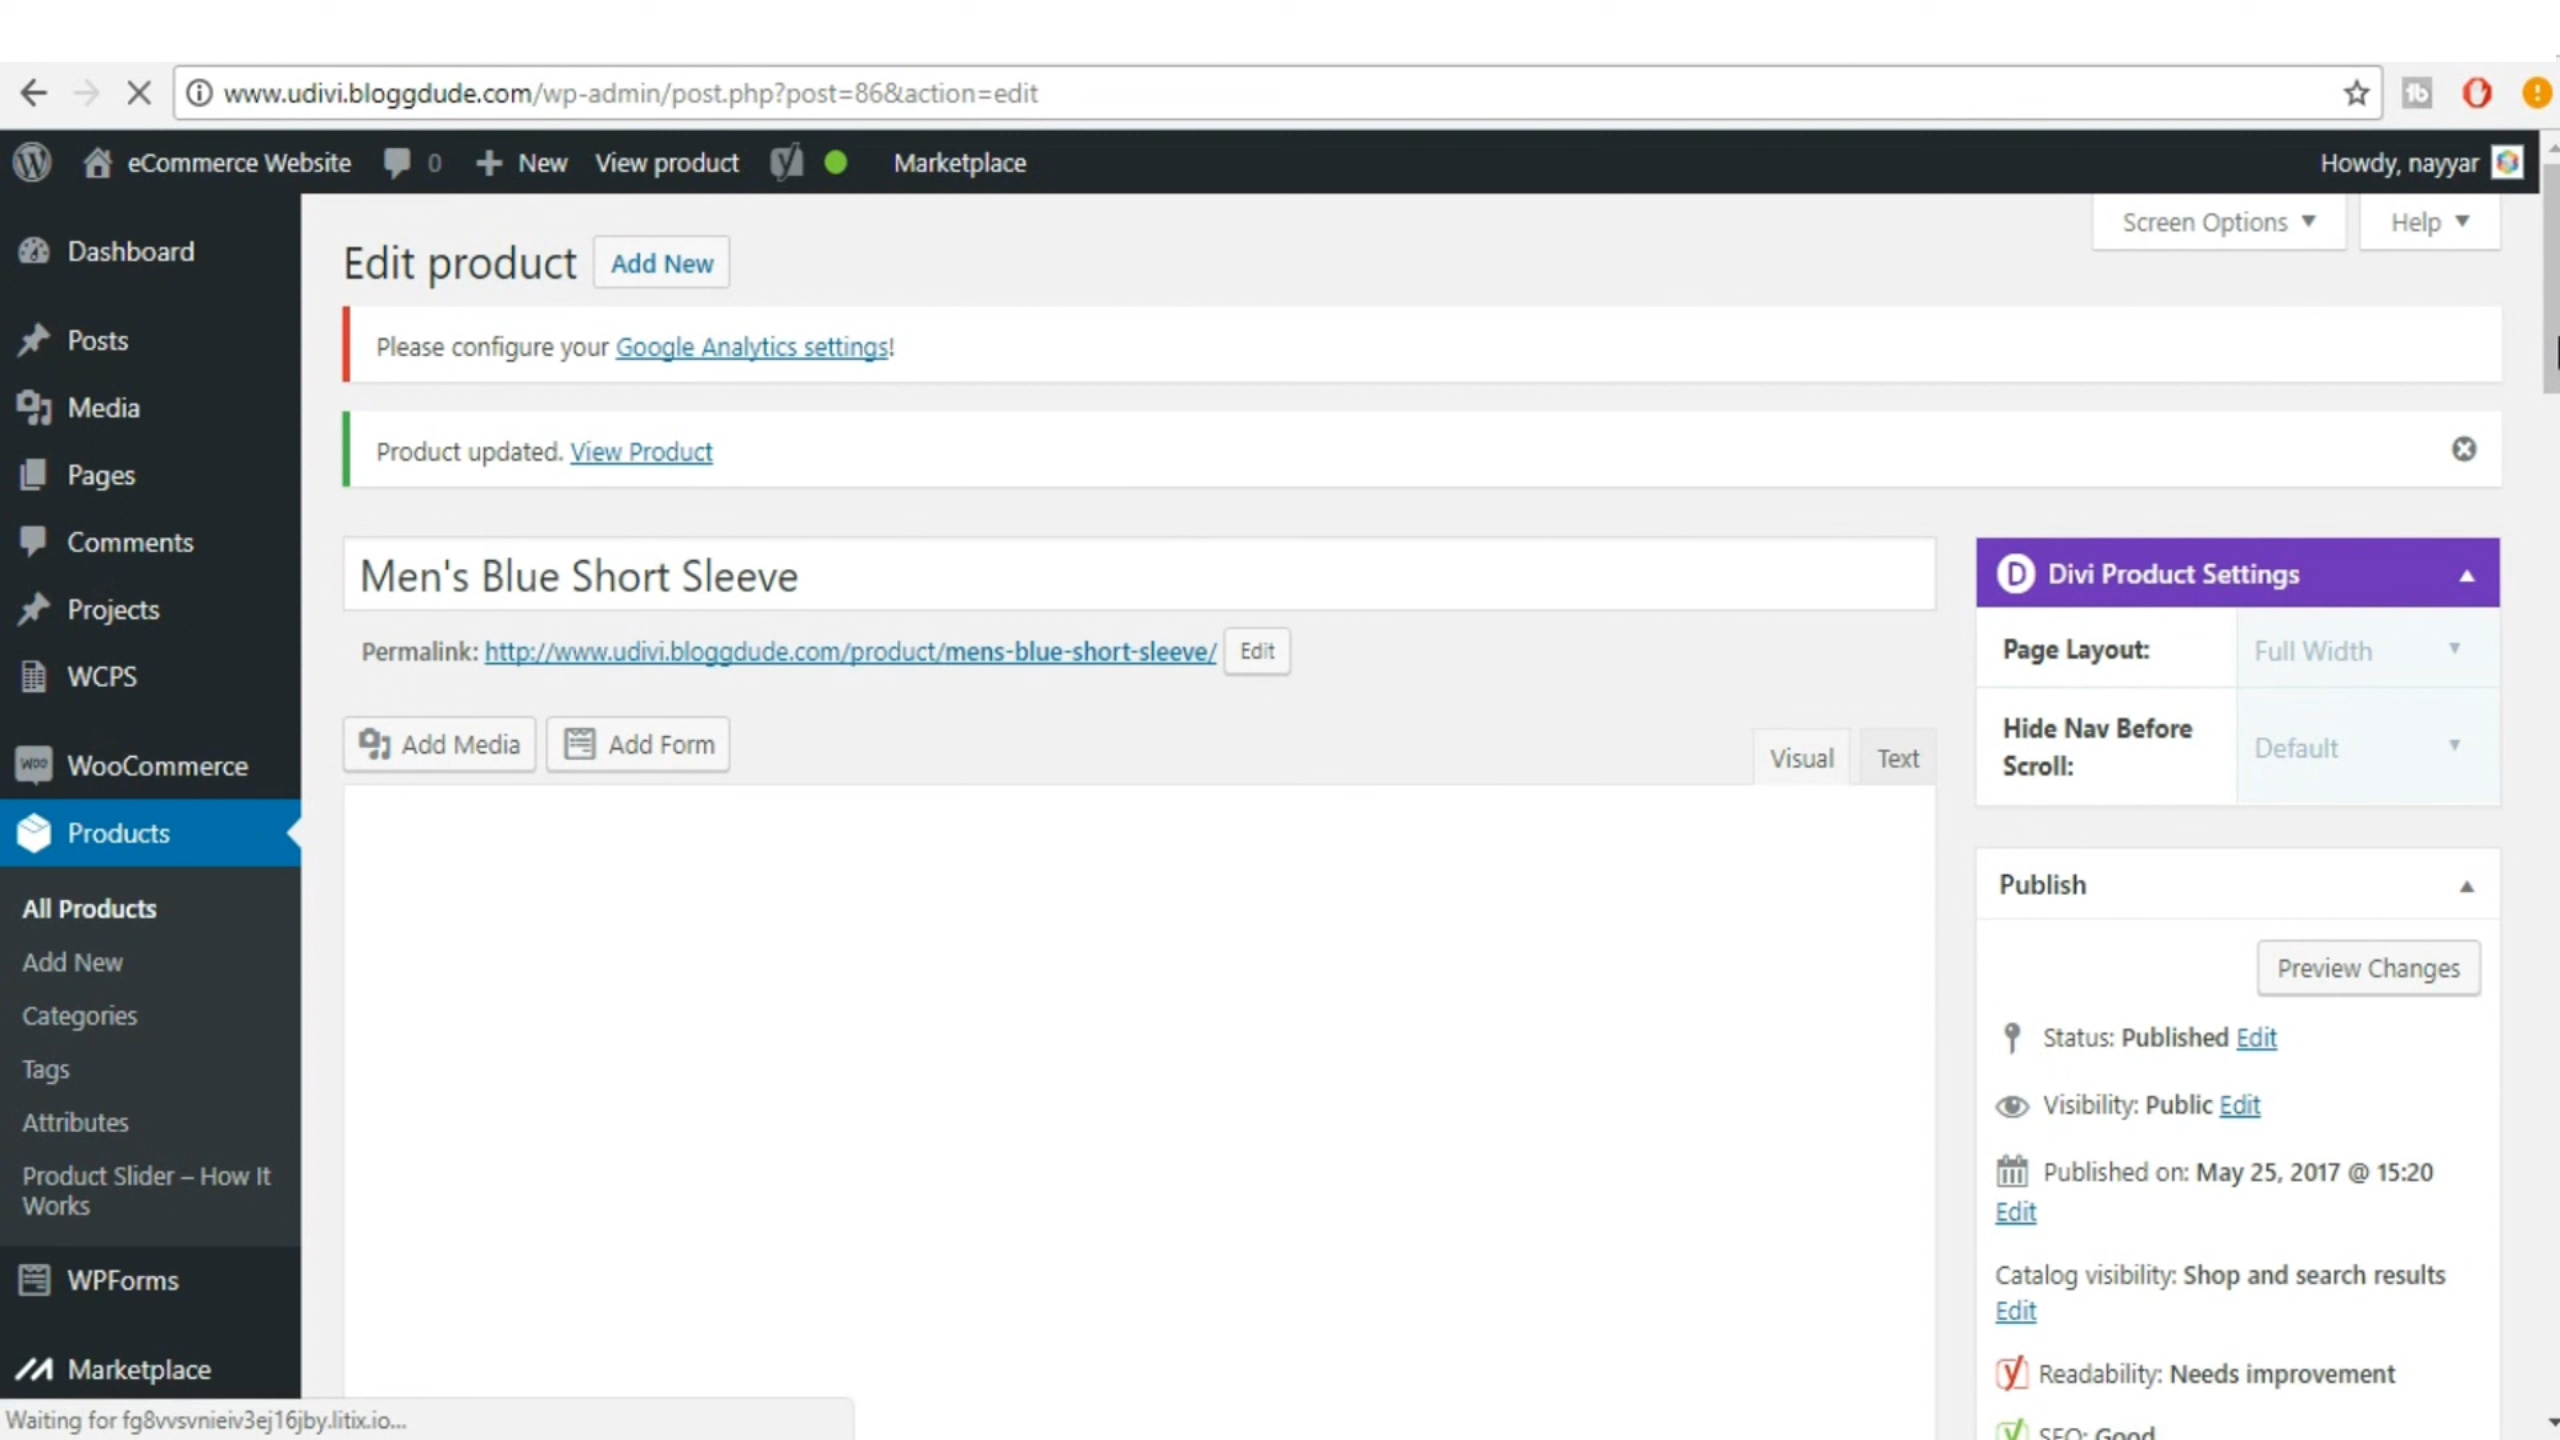 www.udivi.bloggdude.com/wp-admin/post.php?post=86&action=edit
eCommerce Website 0 New View product Marketplace Howdy, nayyar
Screen Options Help
Dashboard
Posts
Media
Pages
Comments
Projects
WCPS
WooCommerce
Products
All Products
Add New
Categories
Tags
Attributes
Product Slider – How It
Works
WPForms
Marketplace
Edit product Add New
Please configure your Google Analytics settings!
Product updated. View Product
Men's Blue Short Sleeve
Permalink: http://www.udivi.bloggdude.com/product/mens-blue-short-sleeve/ Edit
Add Media Add Form
Visual Text
Divi Product Settings
Page Layout: Full Width
Hide Nav Before
Scroll:
Default
Publish
Preview Changes
Status: Published Edit
Visibility: Public Edit
Published on: May 25, 2017 @ 15:20
Edit
Catalog visibility: Shop and search results
Edit
Readability: Needs improvement
SEO: Good
Waiting for fg8vvsvnieiv3ej16jby.litix.io...